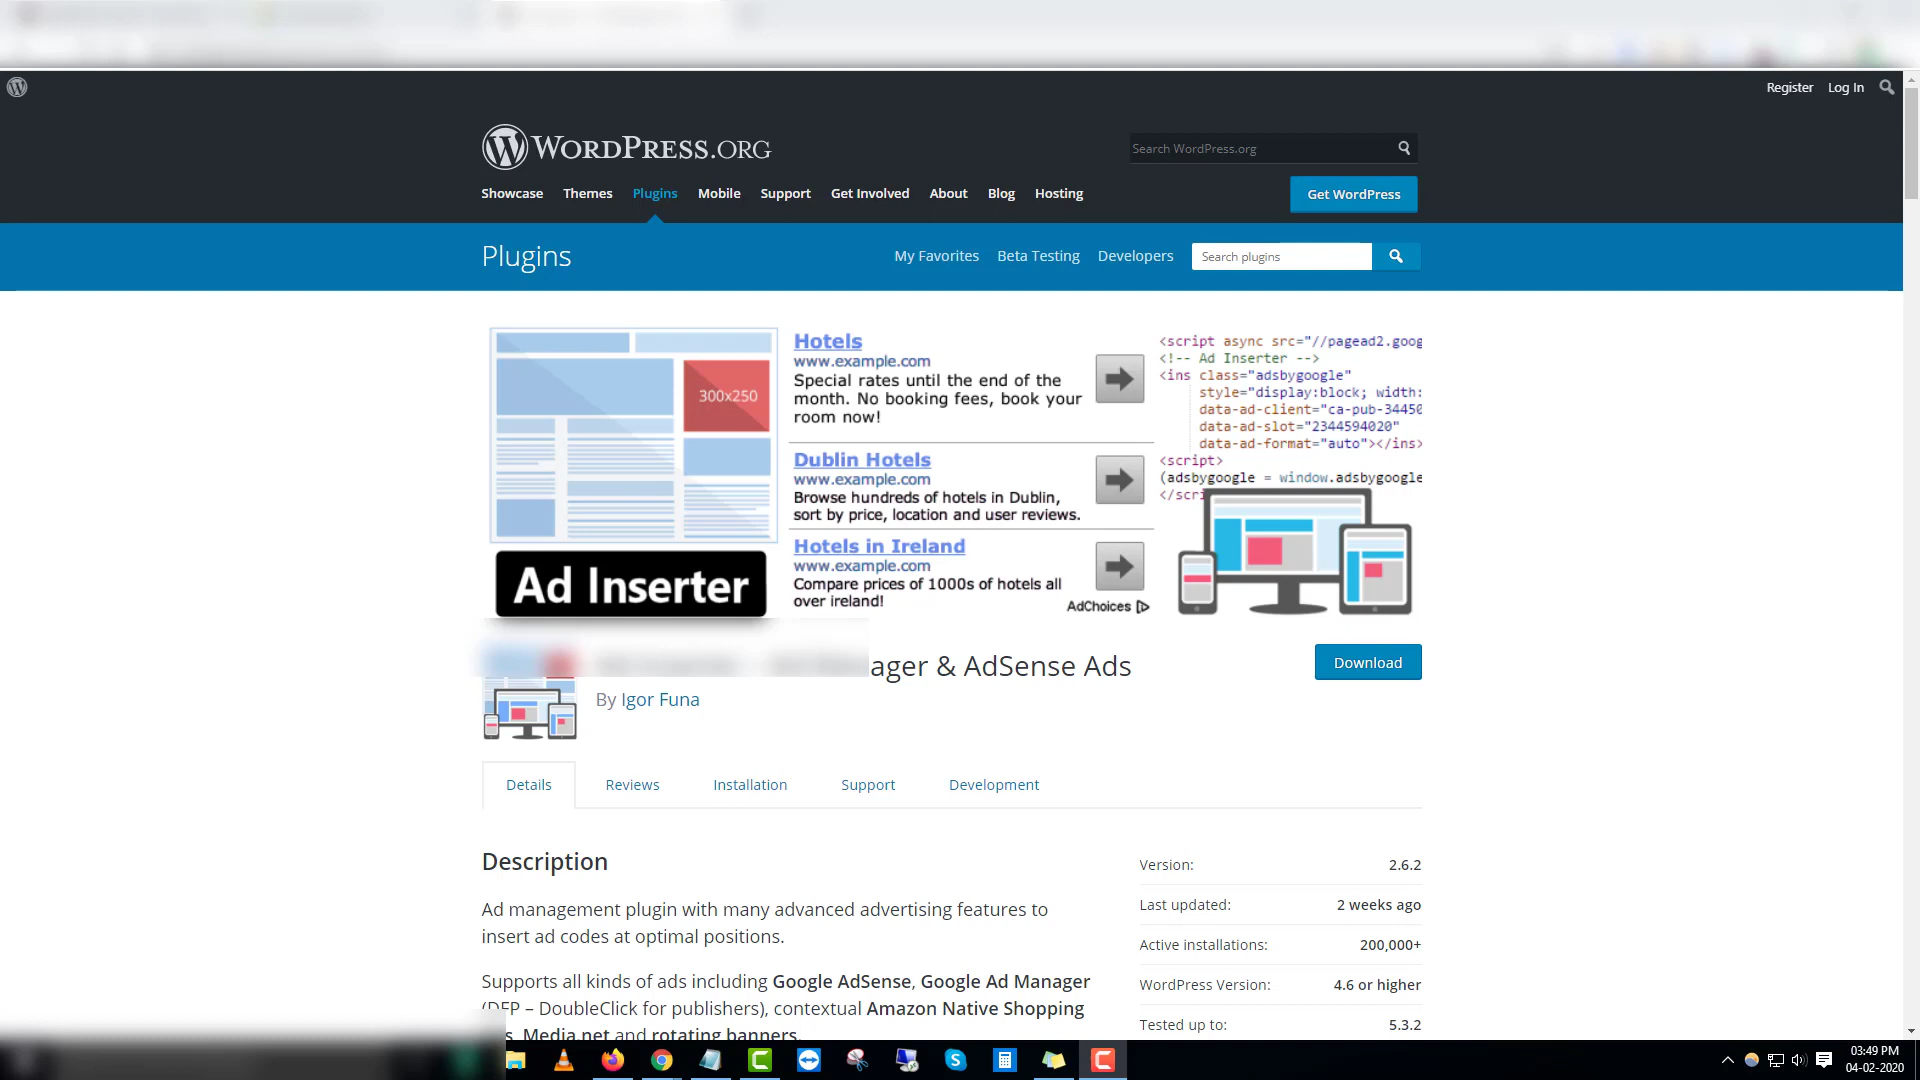 Register Log In
WORDPRESS.ORG
Search WordPress.org
Showcase Themes Plugins Mobile Support Get Involved About Blog Hosting
Get WordPress
Plugins
My Favorites Beta Testing Developers
Search plugins
300x250
Ad Inserter
Hotels
www.example.com
Special rates until the end of the
month. No booking fees, book your
room now!
Dublin Hotels
www.example.com
Browse hundreds of hotels in Dublin,
sort by price, location and user reviews.
Hotels in Ireland
www.example.com
Compare prices of 1000s of hotels all
over ireland!
AdChoices
<script async src="//pagead2.goog
<!-- Ad Inserter -->
<ins class="adsbygoogle"
style="display:block; width:
data-ad-client="ca-pub-3445
data-ad-slot="2344594020"
data-ad-format="auto"></ins>
<script>
(adsbygoogle = window.adsbygoogle
</scri
ager & AdSense Ads
By Igor Funa
Download
Details Reviews Installation Support Development
Description
Ad management plugin with many advanced advertising features to
insert ad codes at optimal positions.
Supports all kinds of ads including Google AdSense, Google Ad Manager
(DFP – DoubleClick for publishers), contextual Amazon Native Shopping
s, Media.net and rotating banners.
Version: 2.6.2
Last updated: 2 weeks ago
Active installations: 200,000+
WordPress Version: 4.6 or higher
Tested up to: 5.3.2
03:49 PM
04-02-2020